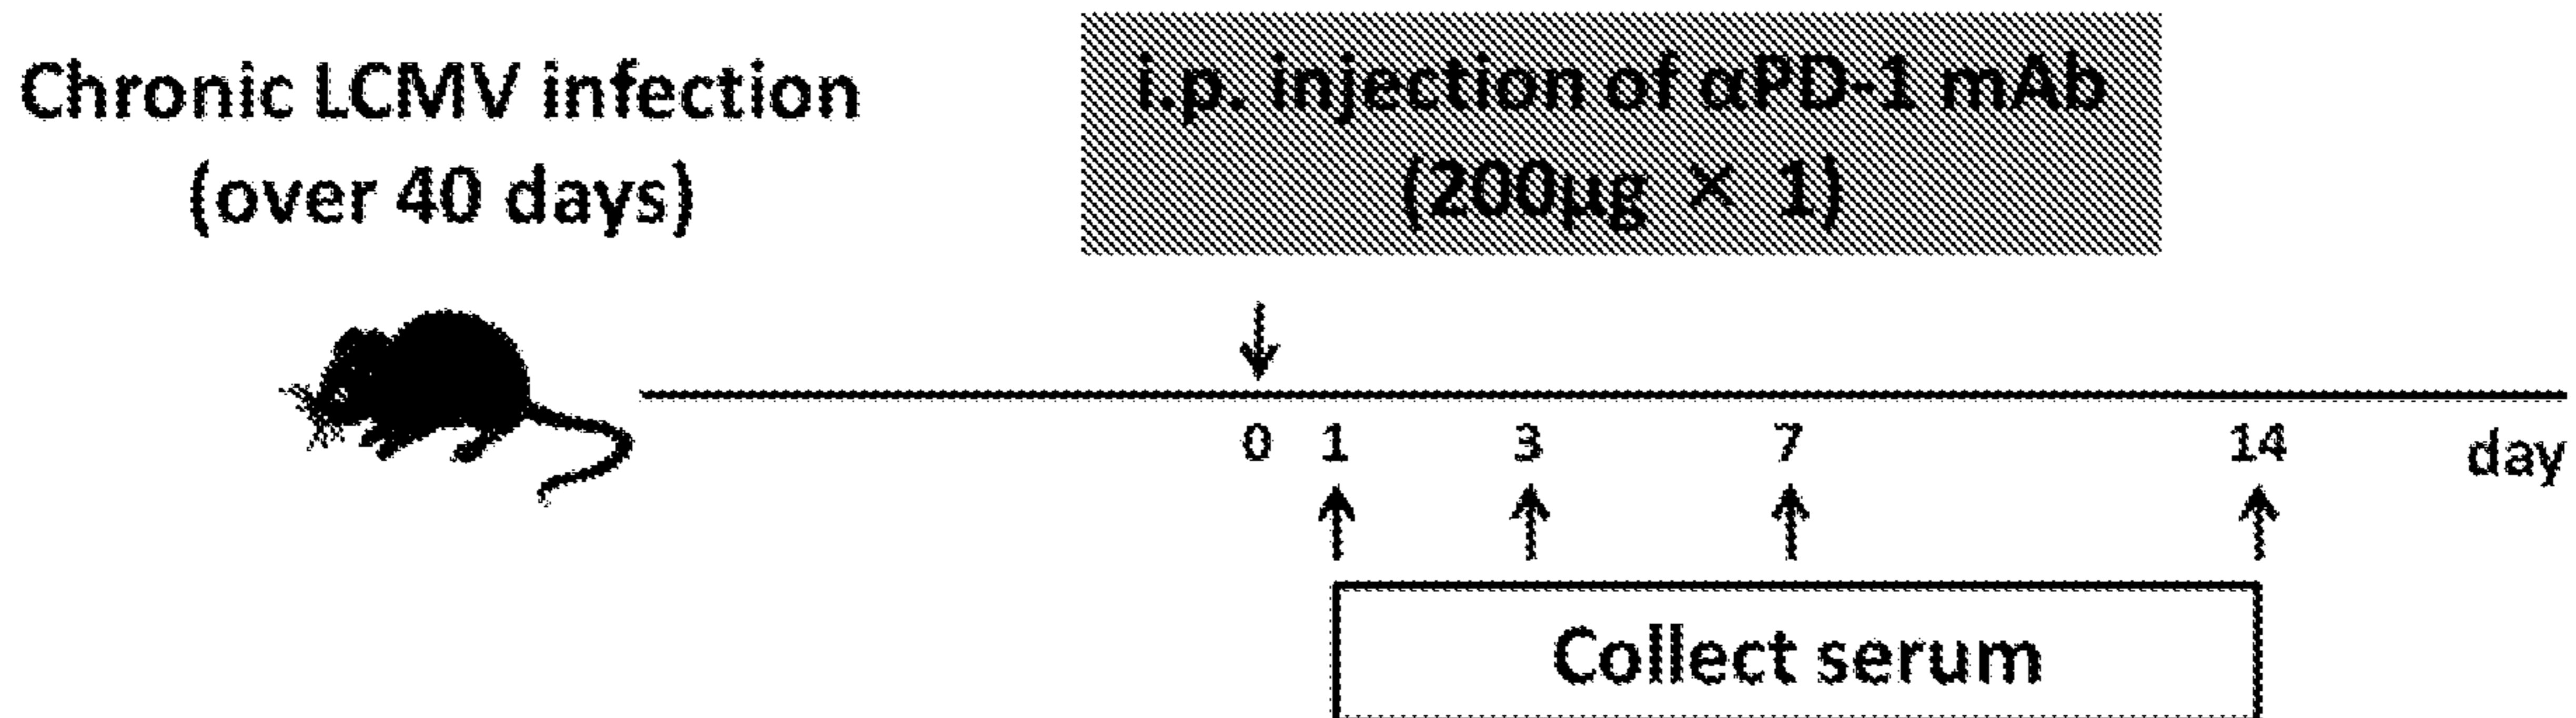 Chronic LCMV infection
(over 40 days)
i.p. injection of αPD-1 mAb
(200μg × 1)
0 1 3 7 14 day
Collect serum